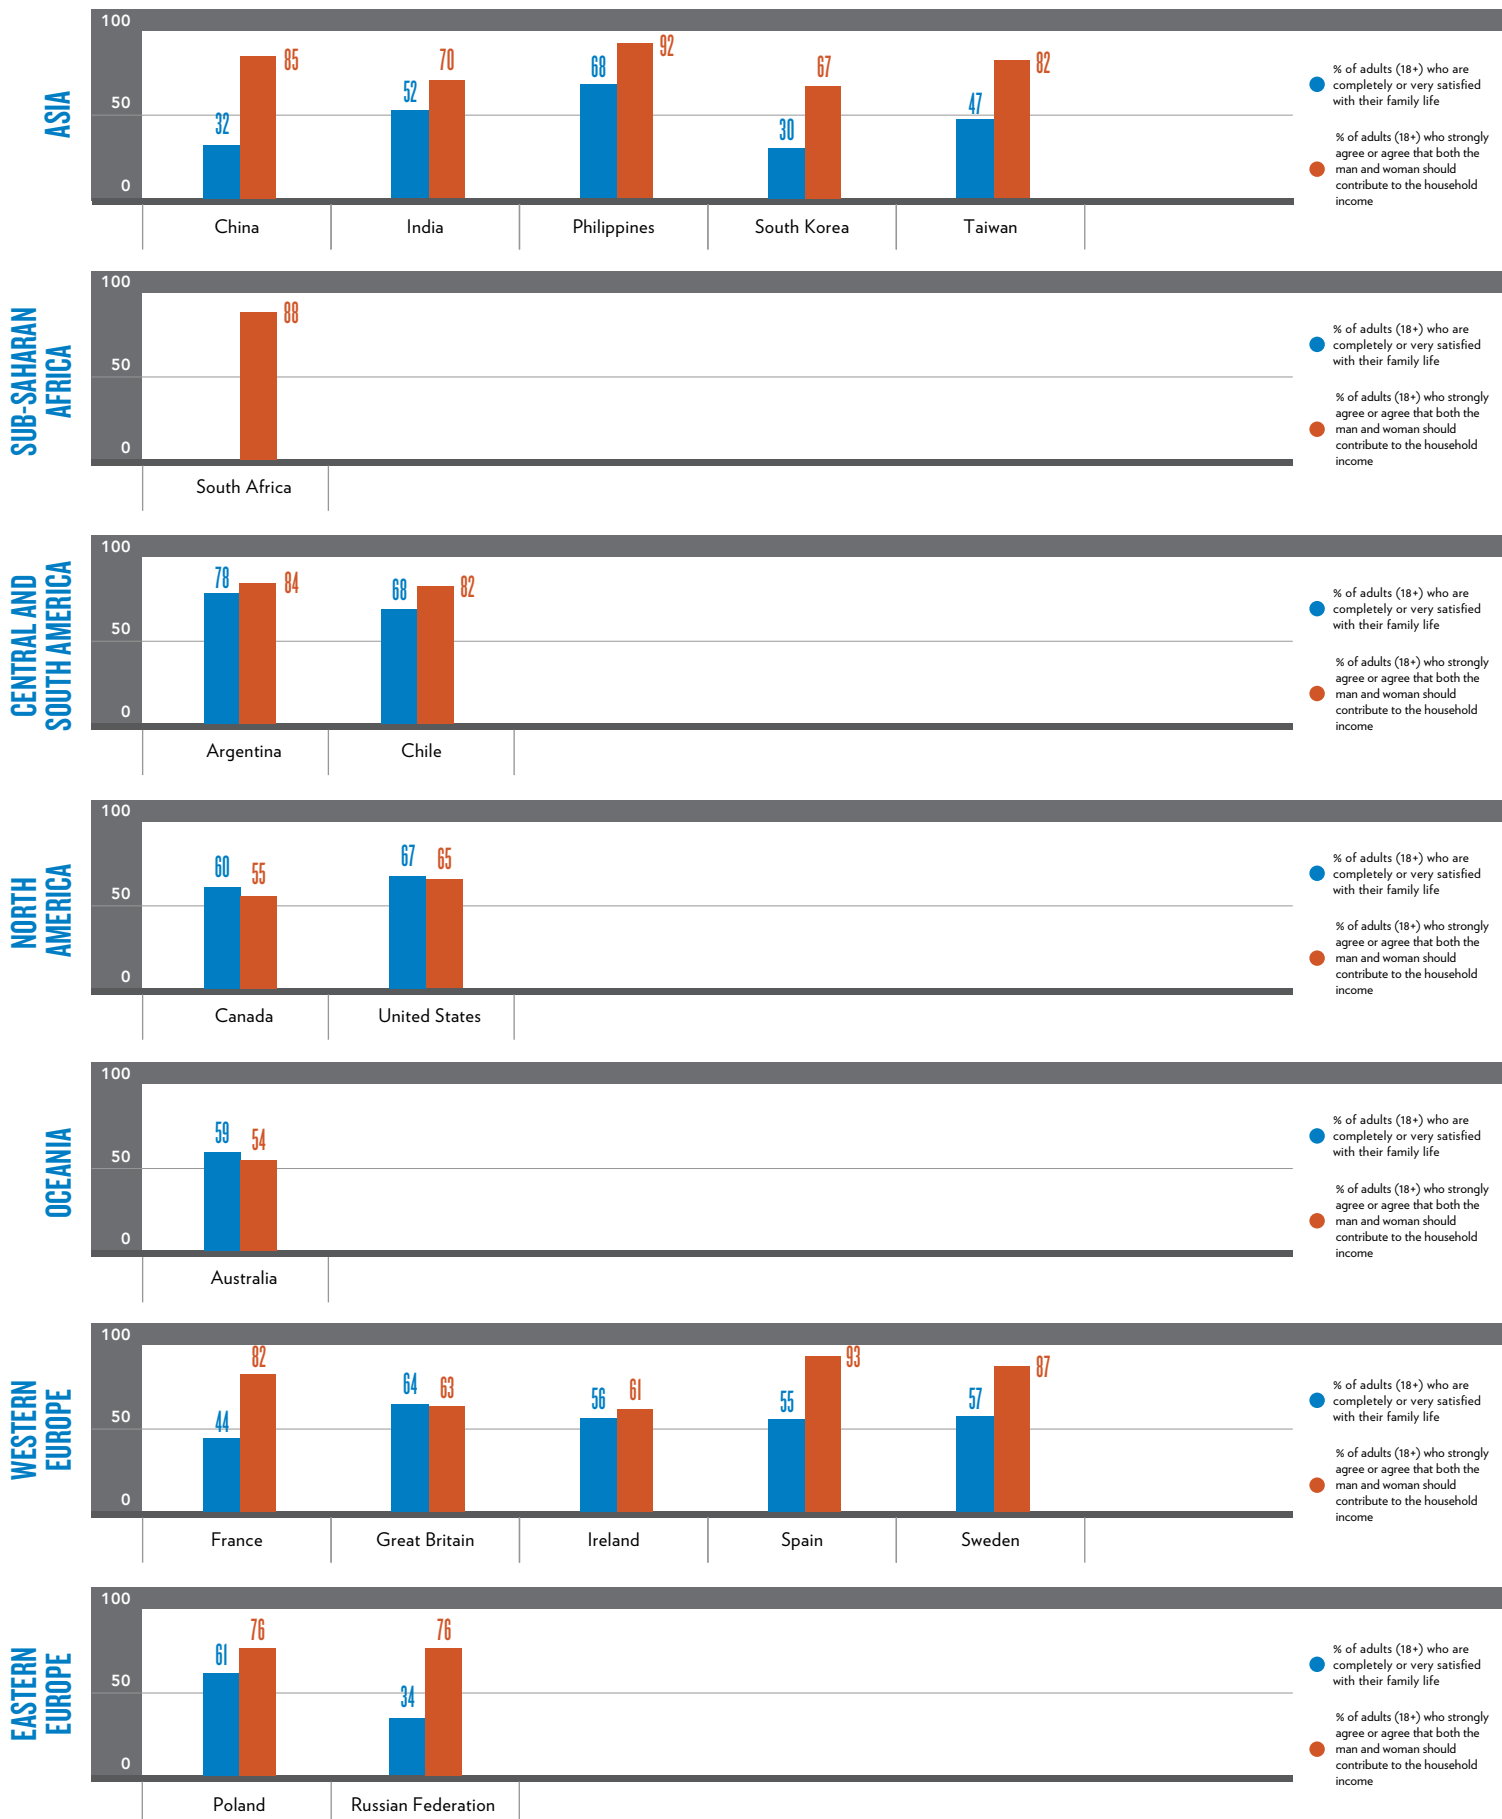 ASIA
100
50
0
32
85
52
70
68
92
30
67
47
82
China
India
Philippines
South Korea
Taiwan
% of adults (18+) who are
completely or very satisfied
with their family life
% of adults (18+) who strongly
agree or agree that both the
man and woman should
contribute to the household
income
SUB-SAHARAN
AFRICA
100
50
0
88
South Africa
% of adults (18+) who are
completely or very satisfied
with their family life
% of adults (18+) who strongly
agree or agree that both the
man and woman should
contribute to the household
income
CENTRAL AND
SOUTH AMERICA
100
50
0
78
84
68
82
Argentina
Chile
% of adults (18+) who are
completely or very satisfied
with their family life
% of adults (18+) who strongly
agree or agree that both the
man and woman should
contribute to the household
income
NORTH
AMERICA
100
50
0
60
55
67
65
Canada
United States
% of adults (18+) who are
completely or very satisfied
with their family life
% of adults (18+) who strongly
agree or agree that both the
man and woman should
contribute to the household
income
OCEANIA
100
50
0
59
54
Australia
% of adults (18+) who are
completely or very satisfied
with their family life
% of adults (18+) who strongly
agree or agree that both the
man and woman should
contribute to the household
income
WESTERN
EUROPE
100
50
0
44
82
64
63
56
61
55
93
57
87
France
Great Britain
Ireland
Spain
Sweden
% of adults (18+) who are
completely or very satisfied
with their family life
% of adults (18+) who strongly
agree or agree that both the
man and woman should
contribute to the household
income
EASTERN
EUROPE
100
50
0
61
76
34
76
Poland
Russian Federation
% of adults (18+) who are
completely or very satisfied
with their family life
% of adults (18+) who strongly
agree or agree that both the
man and woman should
contribute to the household
income